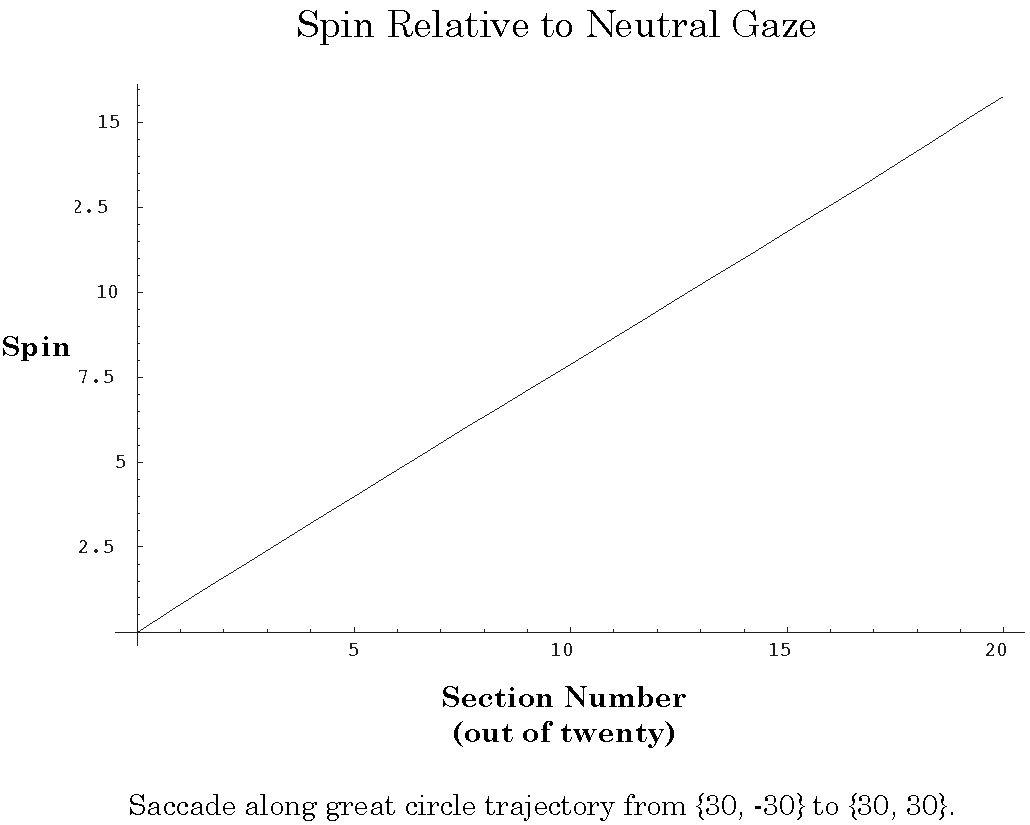 Spin Relative to Neutral Gaze
15
2.5
10
Spin
7.5
5
2.5
5 10 15 20
Section Number
(out of twenty)
Saccade along great circle trajectory from {30, -30} to {30, 30}.